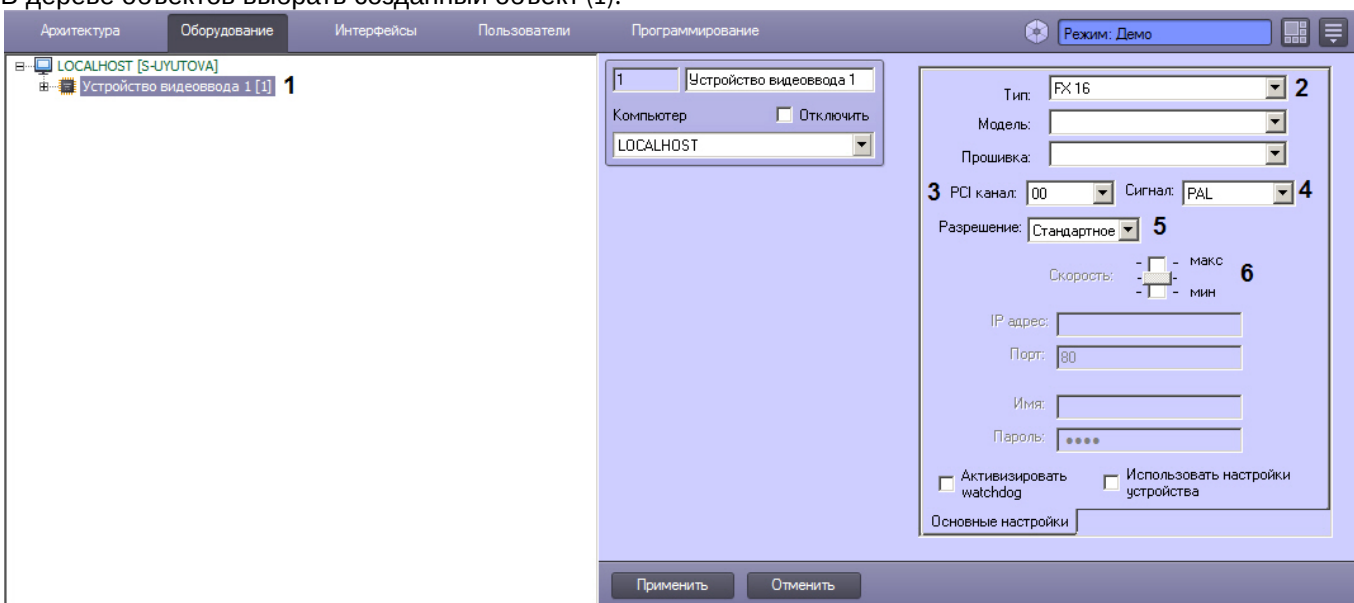 В дереве объектов выбрать созданный объект (1).
Архитектура Оборудование Интерфейсы Пользователи Программирование Режим: Демо
LOCALHOST [S-UYUTOVA]
Устройство видеоввода 1 [1] 1
1 Устройство видеоввода 1
Компьютер Отключить
LOCALHOST
Тип: FX 16 2
Модель:
Прошивка:
3 PCI канал: 00 Сигнал: PAL 4
Разрешение: Стандартное 5
Скорость: макс
мин
6
IP адрес:
Порт: 80
Имя:
Пароль: ●●●●
Активизировать
watchdog
Использовать настройки
устройства
Основные настройки
Применить Отменить